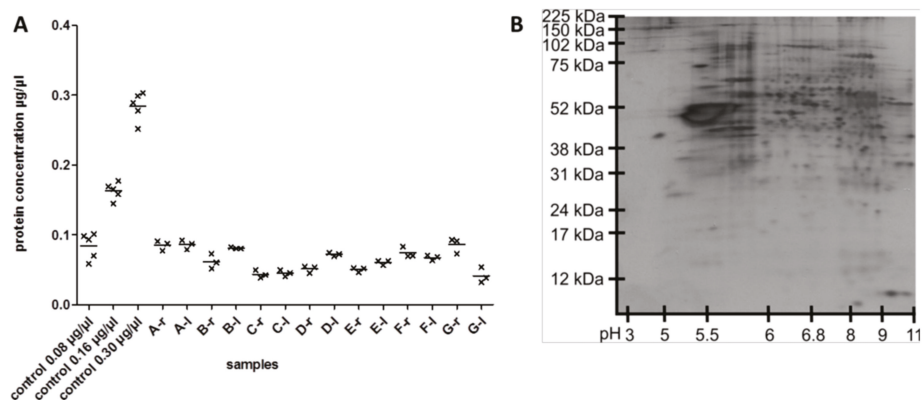 A
protein concentration µg/µl
0.4
0.3
0.2
0.1
0.0
control 0.08 µg/µl
control 0.16 µg/µl
control 0.30 µg/µl
A-r
A-l
B-r
B-l
C-r
C-l
D-r
D-l
E-r
E-l
F-r
F-l
G-r
G-l
samples
B
225 kDa
150 kDa
102 kDa
75 kDa
52 kDa
38 kDa
31 kDa
24 kDa
17 kDa
12 kDa
pH 3 5 5.5 6 6.8 8 9 11